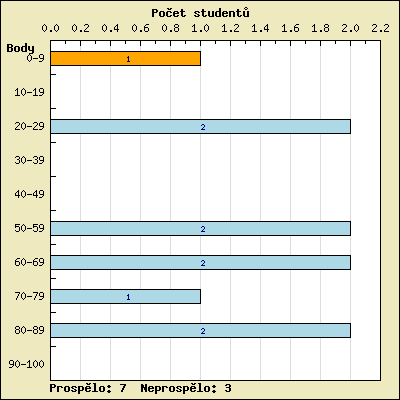 Počet studentů
0.0 0.2 0.4 0.6 0.8 1.0 1.2 1.4 1.6 1.8 2.0 2.2
Body
0-9 1
10-19
20-29 2
30-39
40-49
50-59 2
60-69 2
70-79 1
80-89 2
90-100
Prospělo: 7 Neprospělo: 3